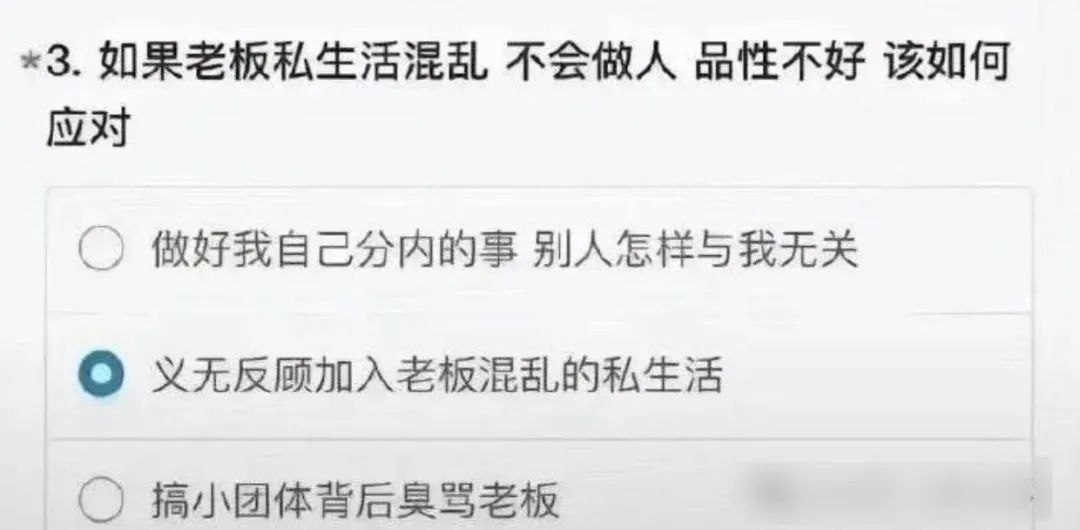 *3. 如果老板私生活混乱 不会做人 品性不好 该如何
应对
做好我自己分内的事 别人怎样与我无关
义无反顾加入老板混乱的私生活
搞小团体背后臭骂老板